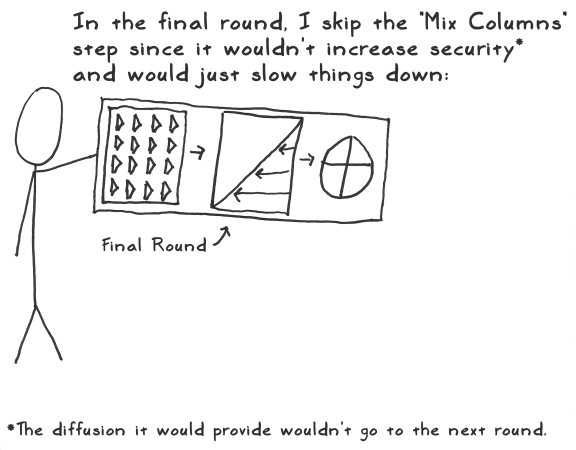 In the final round, I skip the "Mix Columns"
step since it wouldn't increase security*
and would just slow things down:
Final Round
*The diffusion it would provide wouldn't go to the next round.